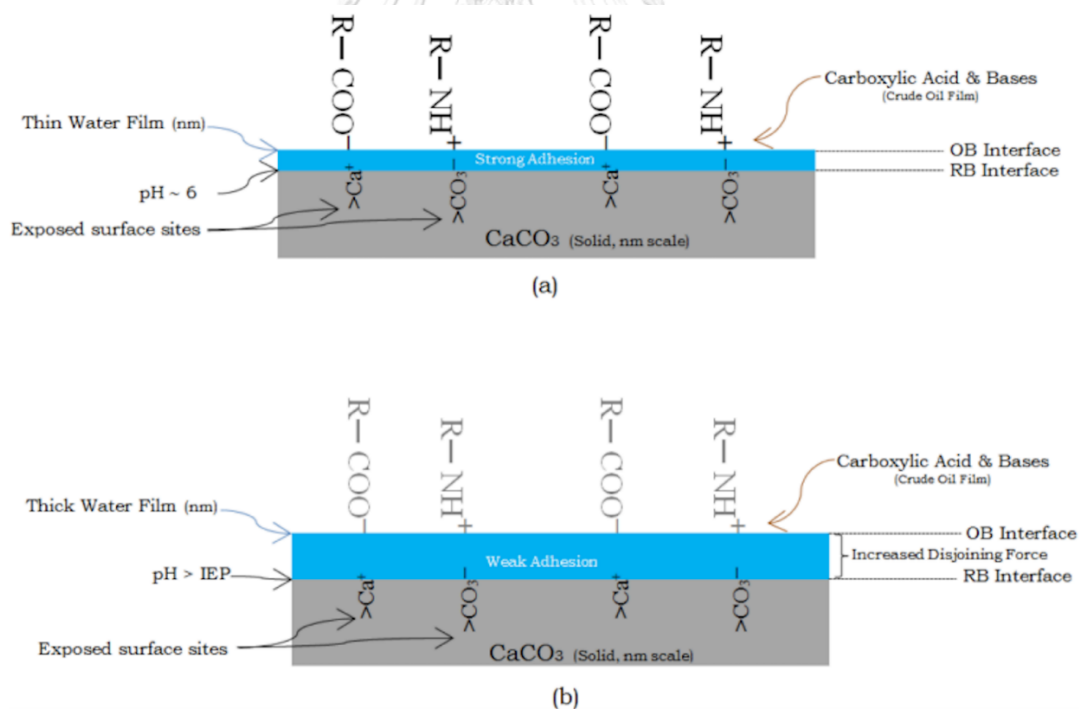 R—COO–
R—NH+
R—COO–
R—NH+
Carboxylic Acid & Bases
(Crude Oil Film)
Thin Water Film (nm)
Strong Adhesion
OB Interface
RB Interface
pH ~ 6
>Ca+
>CO3–
>Ca+
>CO3–
Exposed surface sites
CaCO3 (Solid, nm scale)
(a)
R—COO–
R—NH+
R—COO–
R—NH+
Carboxylic Acid & Bases
(Crude Oil Film)
Thick Water Film (nm)
OB Interface
Weak Adhesion
Increased Disjoining Force
pH > IEP
RB Interface
>Ca+
>CO3–
>Ca+
>CO3–
Exposed surface sites
CaCO3 (Solid, nm scale)
(b)